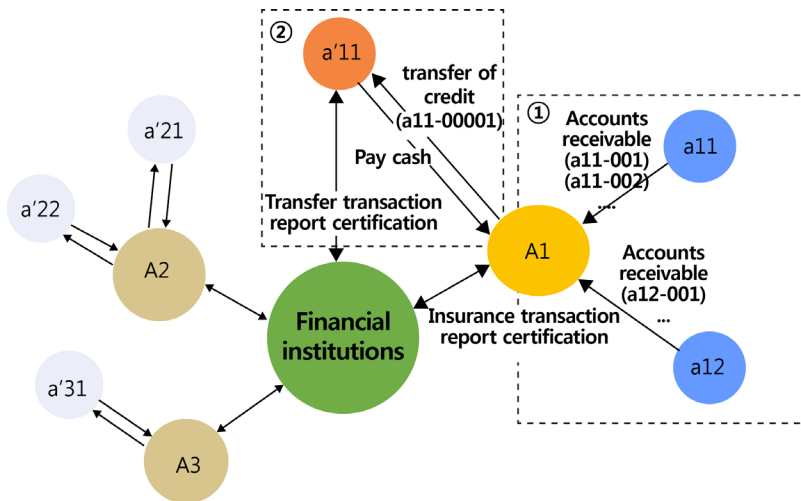 ②
a'11
transfer of
credit
(a11-00001)
Pay cash
Transfer transaction
report certification
①
Accounts
receivable
(a11-001)
(a11-002)
....
a11
A1
Accounts
receivable
(a12-001)
...
a12
Insurance transaction
report certification
Financial
institutions
a'21
a'22
A2
a'31
A3